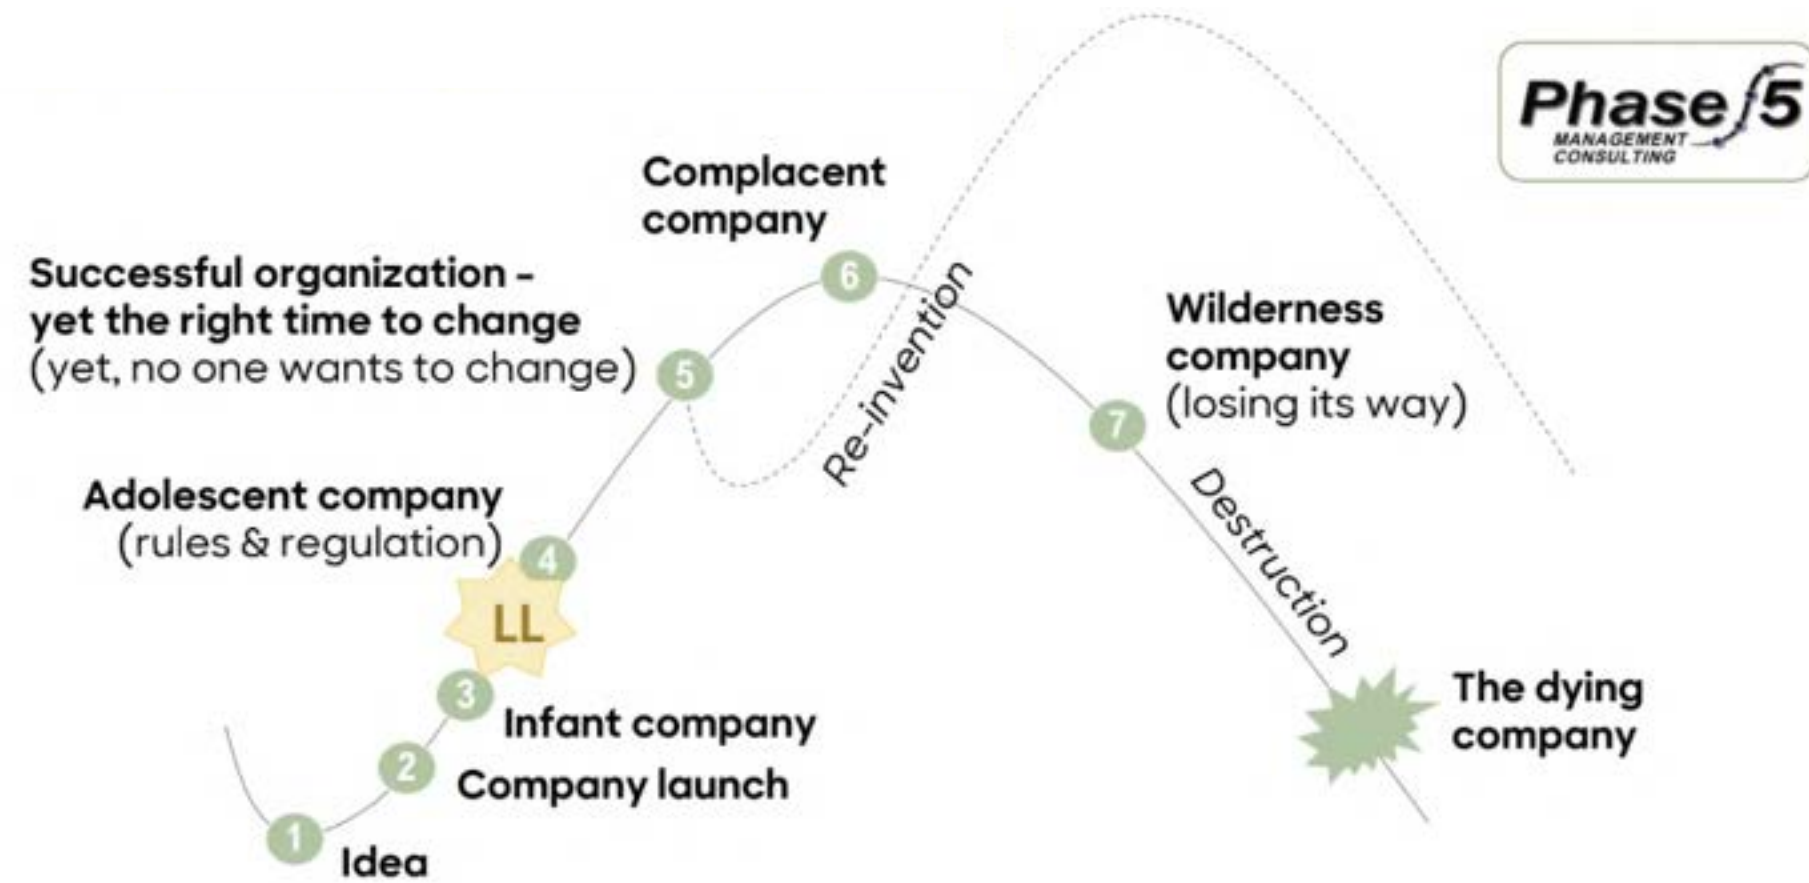 Phase 5
MANAGEMENT
CONSULTING
Complacent
company
6
Successful organization –
yet the right time to change
(yet, no one wants to change)
5
Re-invention
Wilderness
company
(losing its way)
7
Adolescent company
(rules & regulation)
4
LL
Destruction
3
Infant company
The dying
company
2
Company launch
1
Idea